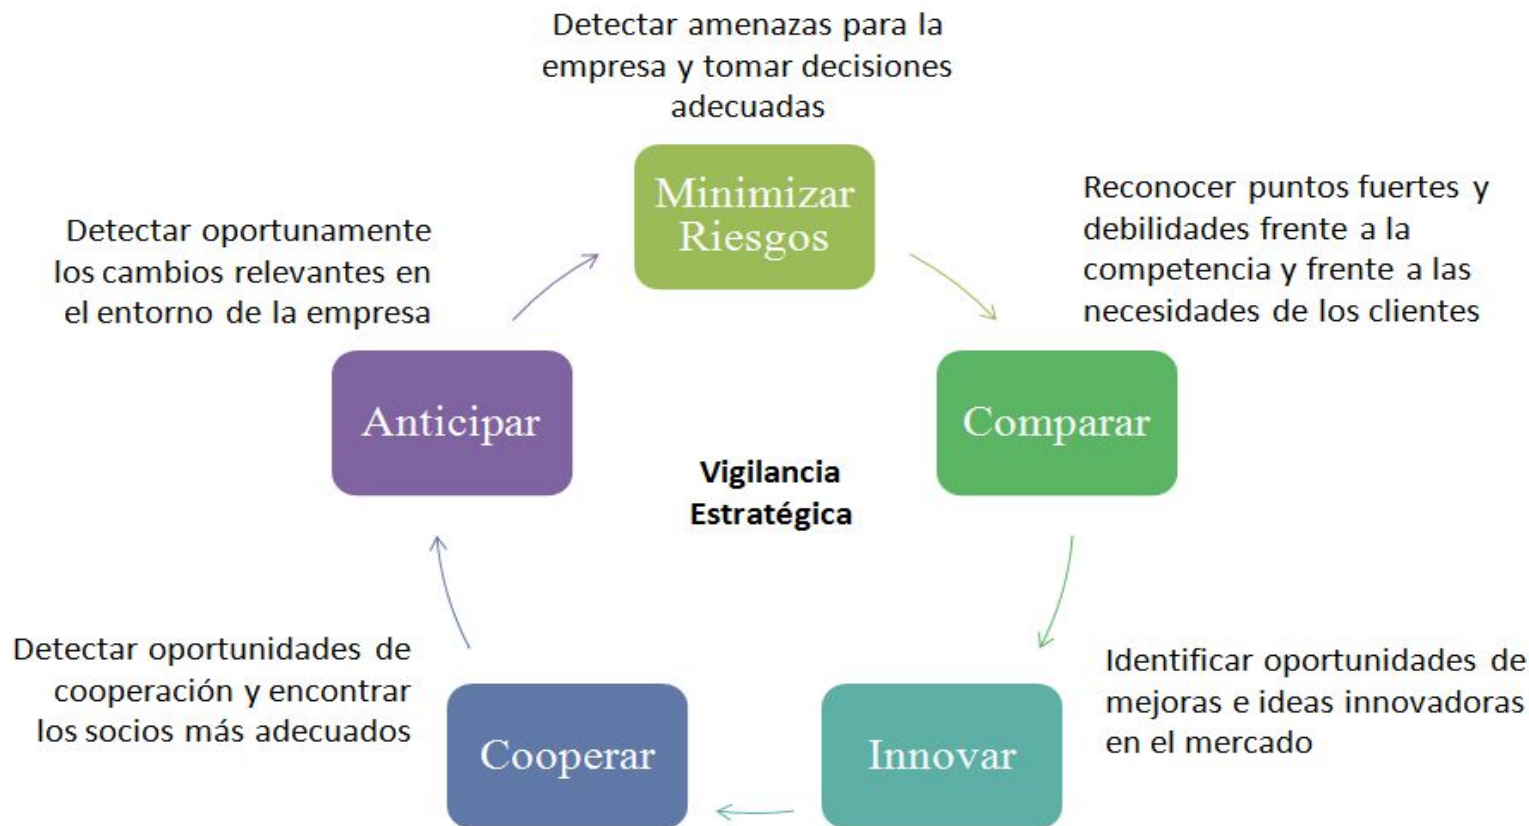 Detectar amenazas para la
empresa y tomar decisiones
adecuadas
Minimizar
Riesgos
Reconocer puntos fuertes y
debilidades frente a la
competencia y frente a las
necesidades de los clientes
Comparar
Identificar oportunidades de
mejoras e ideas innovadoras
en el mercado
Innovar
Detectar oportunidades de
cooperación y encontrar
los socios más adecuados
Cooperar
Detectar oportunamente
los cambios relevantes en
el entorno de la empresa
Anticipar
Vigilancia
Estratégica